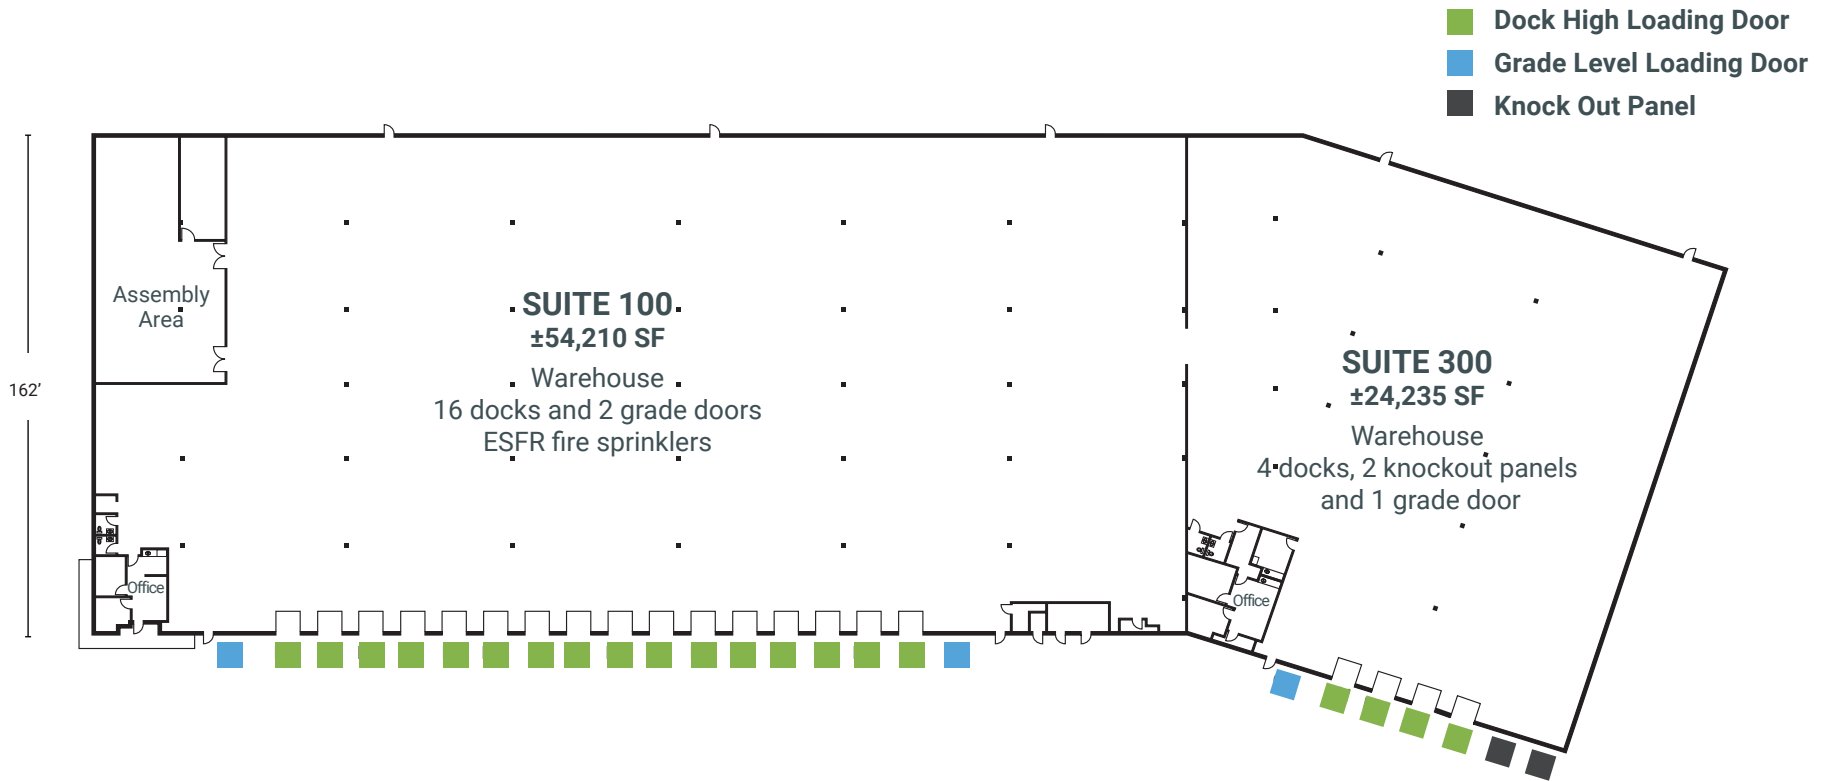 Dock High Loading Door
Grade Level Loading Door
Knock Out Panel
162’
Assembly
Area
SUITE 100
±54,210 SF
Warehouse
16 docks and 2 grade doors
ESFR fire sprinklers
SUITE 300
±24,235 SF
Warehouse
4 docks, 2 knockout panels
and 1 grade door
Office
Office